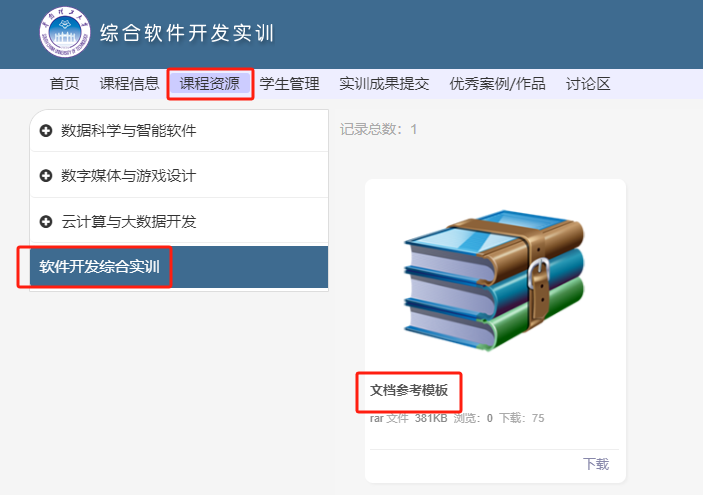 综合软件开发实训
首页 课程信息 课程资源 学生管理 实训成果提交 优秀案例/作品 讨论区
数据科学与智能软件
数字媒体与游戏设计
云计算与大数据开发
软件开发综合实训
记录总数：1
文档参考模板
rar文件 381KB 浏览：0 下载：75
下载